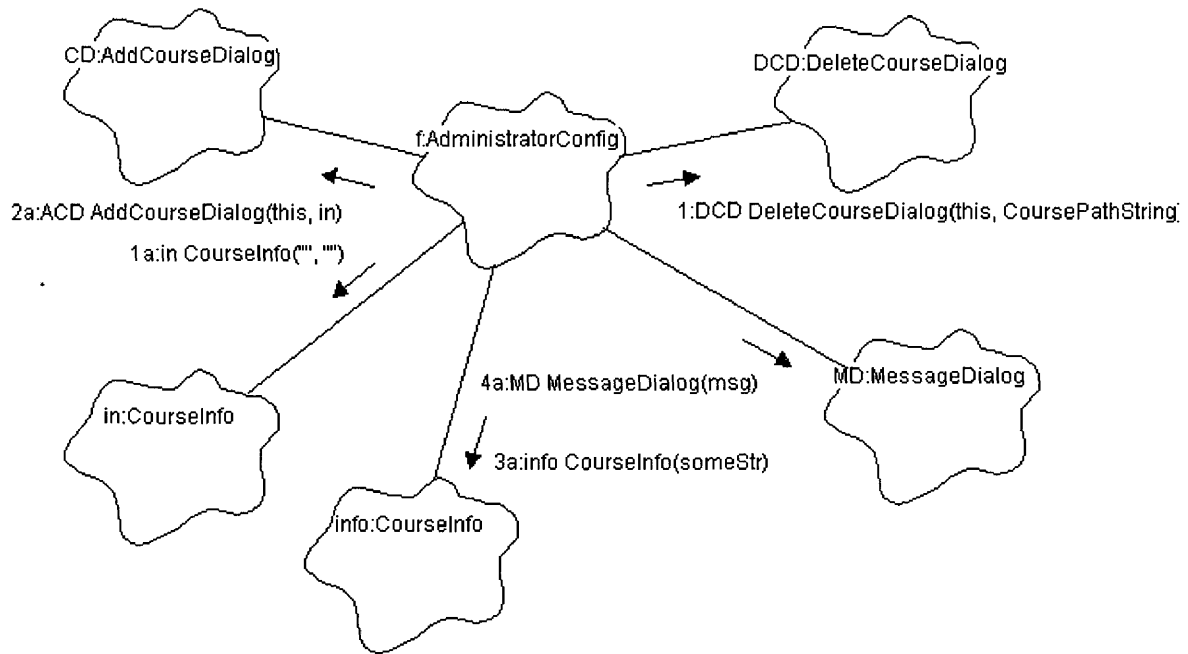 CD:AddCourseDialog
DCD:DeleteCourseDialog
f:AdministratorConfig
2a:ACD AddCourseDialog(this, in)
1:DCD DeleteCourseDialog(this, CoursePathString)
1a:in CourseInfo("", "")
4a:MD MessageDialog(msg)
MD:MessageDialog
in:CourseInfo
3a:info CourseInfo(someStr)
info:CourseInfo